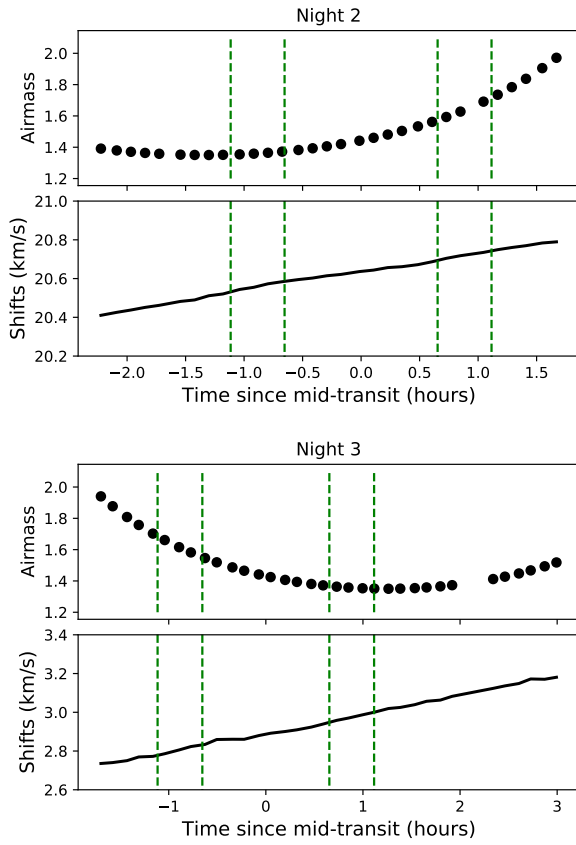 Night 2
2.0
1.8
1.6
1.4
1.2
Airmass
21.0
20.8
20.6
20.4
20.2
Shifts (km/s)
−2.0 −1.5 −1.0 −0.5 0.0 0.5 1.0 1.5
Time since mid-transit (hours)
Night 3
2.0
1.8
1.6
1.4
1.2
Airmass
3.4
3.2
3.0
2.8
2.6
Shifts (km/s)
−1 0 1 2 3
Time since mid-transit (hours)